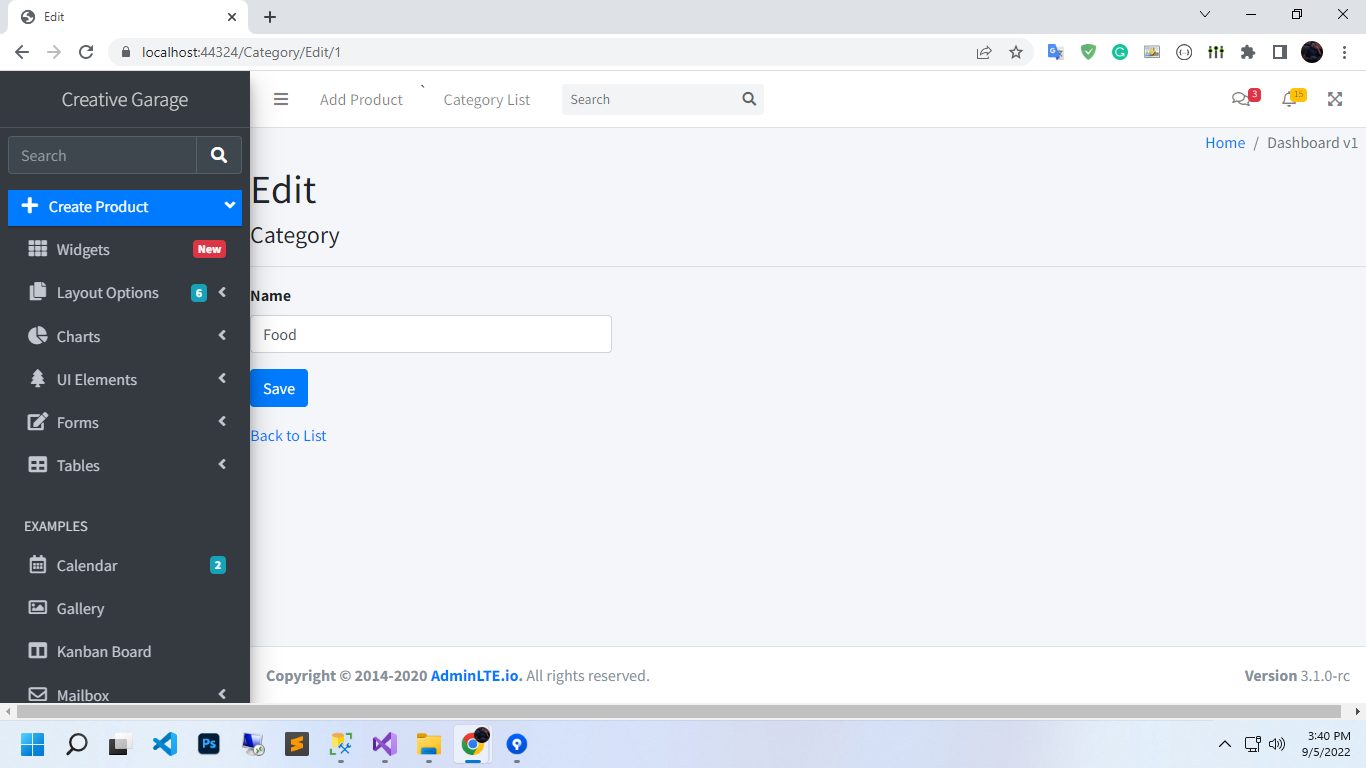 Edit
localhost:44324/Category/Edit/1
Creative Garage
Add Product
`
Category List
Search
3
15
Home / Dashboard v1
Search
Create Product
Widgets
New
Layout Options
6
Charts
UI Elements
Forms
Tables
EXAMPLES
Calendar
2
Gallery
Kanban Board
Mailbox
Edit
Category
Name
Food
Save
Back to List
Copyright © 2014-2020 AdminLTE.io. All rights reserved.
Version 3.1.0-rc
Ps
3:40 PM
9/5/2022